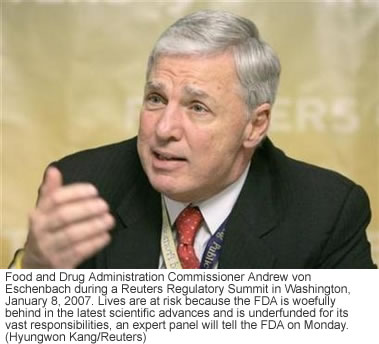 Food and Drug Administration Commissioner Andrew von
Eschenbach during a Reuters Regulatory Summit in Washington,
January 8, 2007. Lives are at risk because the FDA is woefully
behind in the latest scientific advances and is underfunded for its
vast responsibilities, an expert panel will tell the FDA on Monday.
(Hyungwon Kang/Reuters)